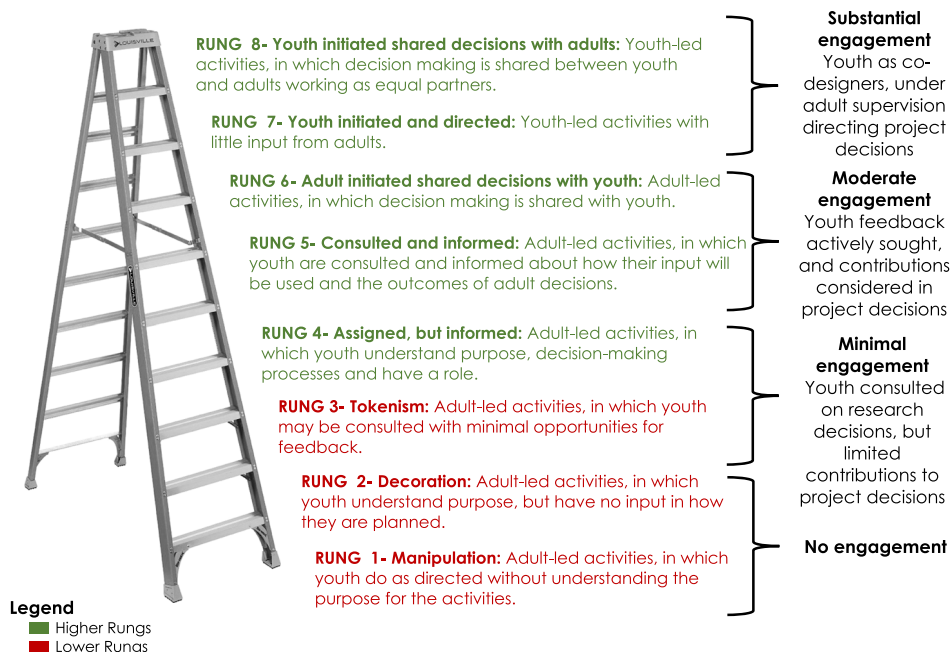 LOUISVILLE
RUNG 8- Youth initiated shared decisions with adults: Youth-led
activities, in which decision making is shared between youth
and adults working as equal partners.
RUNG 7- Youth initiated and directed: Youth-led activities with
little input from adults.
RUNG 6- Adult initiated shared decisions with youth: Adult-led
activities, in which decision making is shared with youth.
RUNG 5- Consulted and informed: Adult-led activities, in which
youth are consulted and informed about how their input will
be used and the outcomes of adult decisions.
RUNG 4- Assigned, but informed: Adult-led activities, in
which youth understand purpose, decision-making
processes and have a role.
RUNG 3- Tokenism: Adult-led activities, in which youth
may be consulted with minimal opportunities for
feedback.
RUNG 2- Decoration: Adult-led activities, in which
youth understand purpose, but have no input in how
they are planned.
RUNG 1- Manipulation: Adult-led activities, in which
youth do as directed without understanding the
purpose for the activities.
Substantial
engagement
Youth as co-
designers, under
adult supervision
directing project
decisions
Moderate
engagement
Youth feedback
actively sought,
and contributions
considered in
project decisions
Minimal
engagement
Youth consulted
on research
decisions, but
limited
contributions to
project decisions
No engagement
Legend
Higher Rungs
Lower Rungs